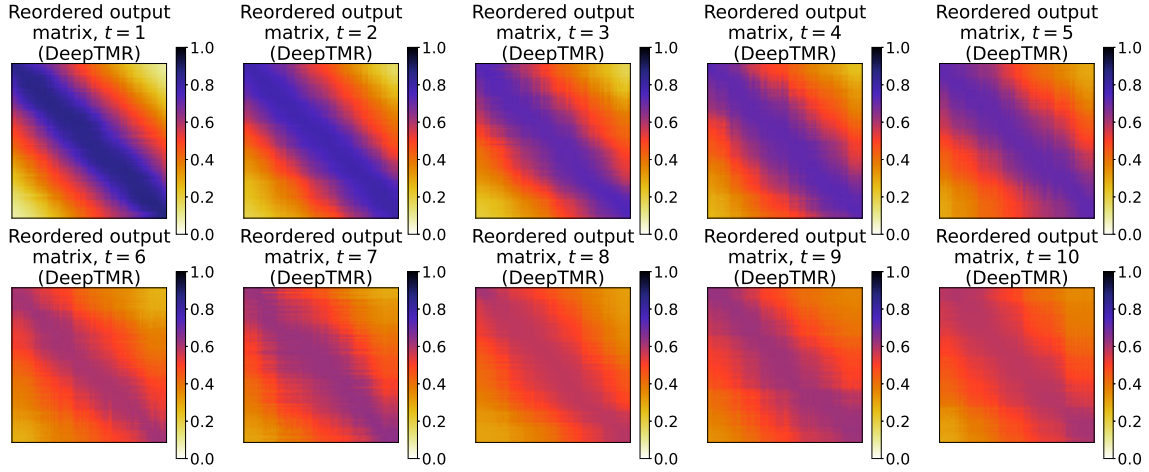 Reordered output
matrix, t = 1
(DeepTMR)
1.0
0.8
0.6
0.4
0.2
0.0
Reordered output
matrix, t = 2
(DeepTMR)
1.0
0.8
0.6
0.4
0.2
0.0
Reordered output
matrix, t = 3
(DeepTMR)
1.0
0.8
0.6
0.4
0.2
0.0
Reordered output
matrix, t = 4
(DeepTMR)
1.0
0.8
0.6
0.4
0.2
0.0
Reordered output
matrix, t = 5
(DeepTMR)
1.0
0.8
0.6
0.4
0.2
0.0
Reordered output
matrix, t = 6
(DeepTMR)
1.0
0.8
0.6
0.4
0.2
0.0
Reordered output
matrix, t = 7
(DeepTMR)
1.0
0.8
0.6
0.4
0.2
0.0
Reordered output
matrix, t = 8
(DeepTMR)
1.0
0.8
0.6
0.4
0.2
0.0
Reordered output
matrix, t = 9
(DeepTMR)
1.0
0.8
0.6
0.4
0.2
0.0
Reordered output
matrix, t = 10
(DeepTMR)
1.0
0.8
0.6
0.4
0.2
0.0